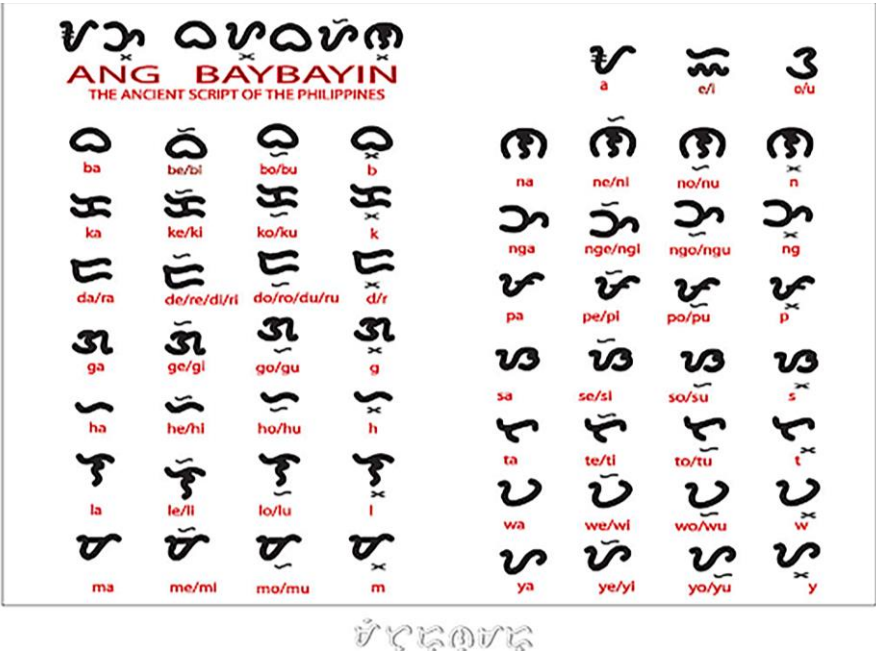 ᜀᜅ᜔ ᜊᜌ᜔ᜊᜌᜒᜈ᜔
ANG BAYBAYIN
THE ANCIENT SCRIPT OF THE PHILIPPINES
ᜊ ᜊᜒ ᜊᜓ ᜊ᜔
ba be/bi bo/bu b
ᜃ ᜃᜒ ᜃᜓ ᜃ᜔
ka ke/ki ko/ku k
ᜇ ᜇᜒ ᜇᜓ ᜇ᜔
da/ra de/re/di/ri do/ro/du/ru d/r
ᜄ ᜄᜒ ᜄᜓ ᜄ᜔
ga ge/gi go/gu g
ᜑ ᜑᜒ ᜑᜓ ᜑ᜔
ha he/hi ho/hu h
ᜎ ᜎᜒ ᜎᜓ ᜎ᜔
la le/li lo/lu l
ᜋ ᜋᜒ ᜋᜓ ᜋ᜔
ma me/mi mo/mu m
ᜀ ᜁ ᜂ
a e/i o/u
ᜈ ᜈᜒ ᜈᜓ ᜈ᜔
na ne/ni no/nu n
ᜅ ᜅᜒ ᜅᜓ ᜅ᜔
nga nge/ngi ngo/ngu ng
ᜉ ᜉᜒ ᜉᜓ ᜉ᜔
pa pe/pi po/pu p
ᜐ ᜐᜒ ᜐᜓ ᜐ᜔
sa se/si so/su s
ᜆ ᜆᜒ ᜆᜓ ᜆ᜔
ta te/ti to/tu t
ᜏ ᜏᜒ ᜏᜓ ᜏ᜔
wa we/wi wo/wu w
ᜌ ᜌᜒ ᜌᜓ ᜌ᜔
ya ye/yi yo/yu y